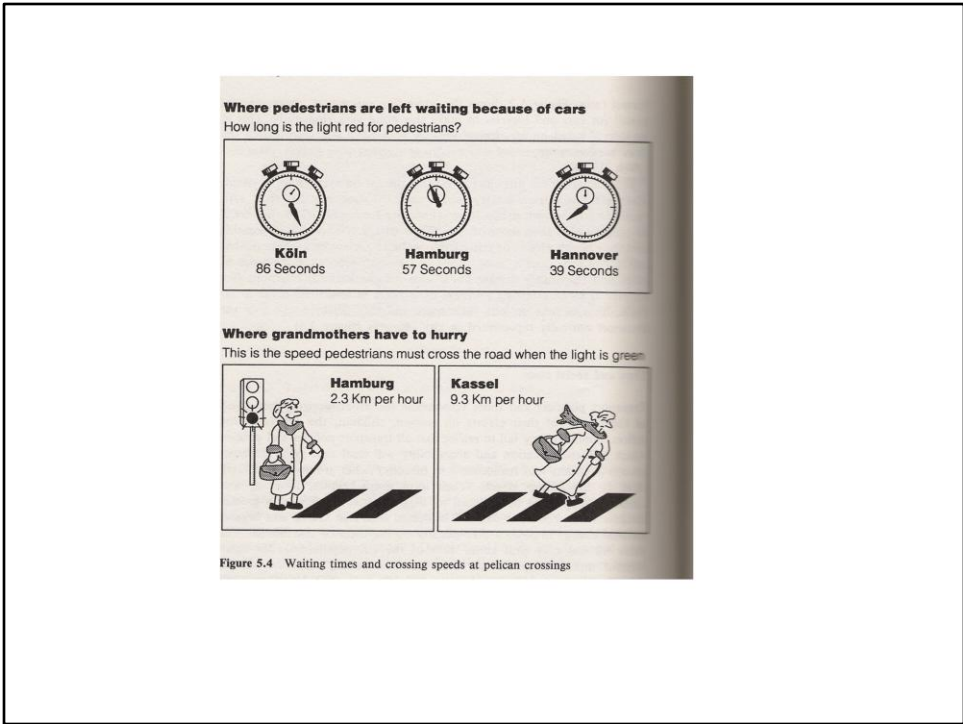 Where pedestrians are left waiting because of cars
How long is the light red for pedestrians?
Köln
86 Seconds
Hamburg
57 Seconds
Hannover
39 Seconds
Where grandmothers have to hurry
This is the speed pedestrians must cross the road when the light is green
Hamburg
2.3 Km per hour
Kassel
9.3 Km per hour
Figure 5.4 Waiting times and crossing speeds at pelican crossings